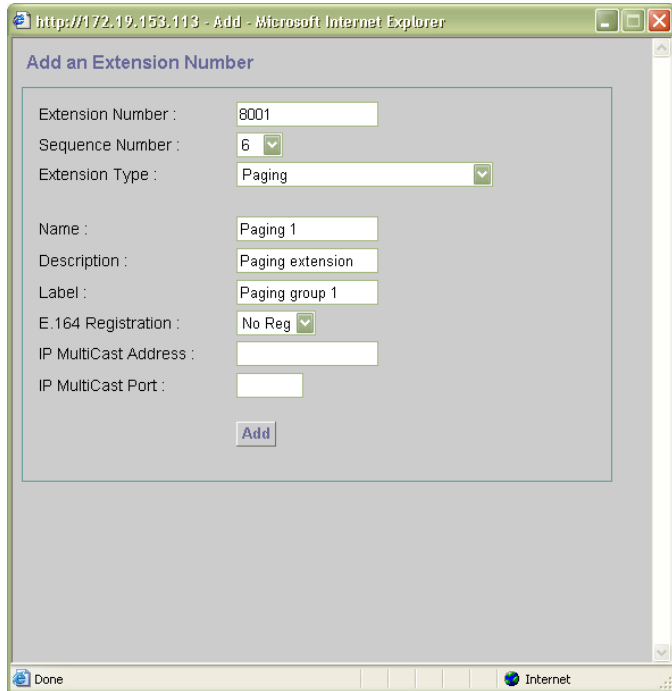 http://172.19.153.113 - Add - Microsoft Internet Explorer
Add an Extension Number
Extension Number : 8001
Sequence Number : 6
Extension Type : Paging
Name : Paging 1
Description : Paging extension
Label : Paging group 1
E.164 Registration : No Reg
IP MultiCast Address :
IP MultiCast Port :
Add
Done Internet